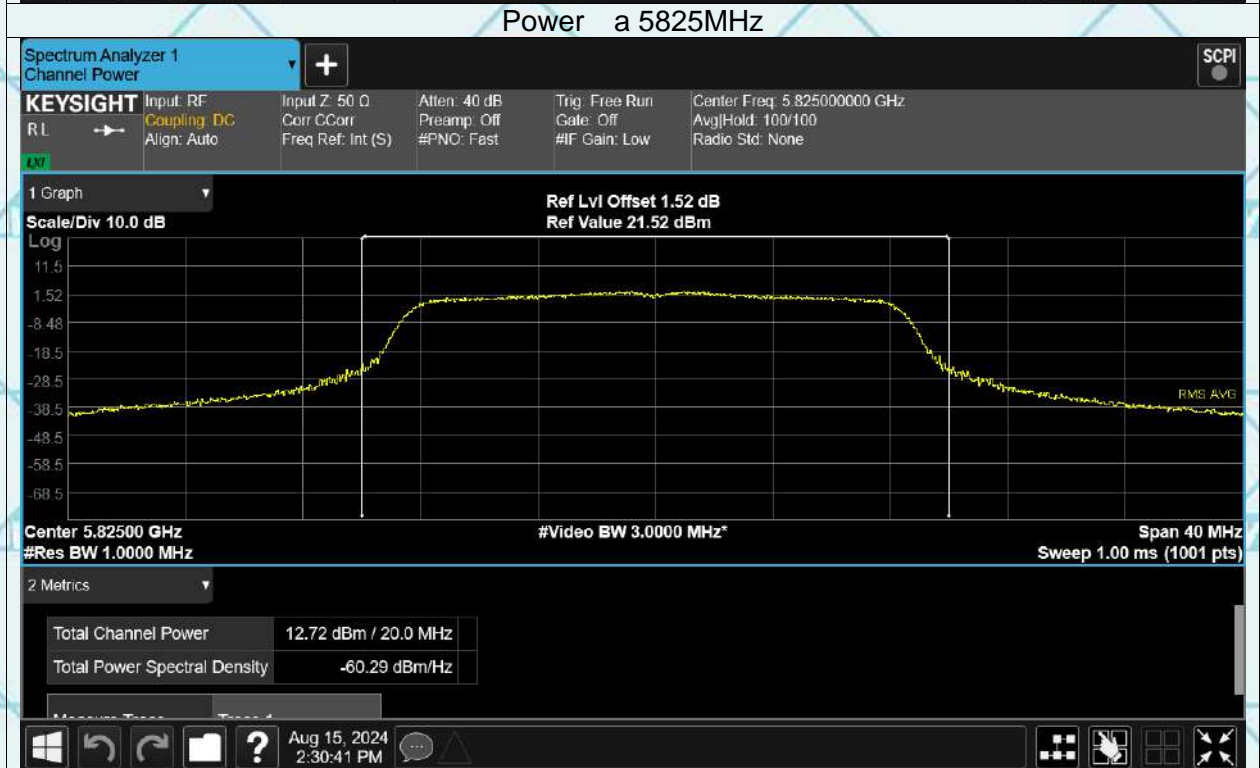 Power a 5825MHz
Spectrum Analyzer 1
Channel Power
SCPI
KEYSIGHT
RL
LXI
Input: RF
Coupling: DC
Align: Auto
Input Z: 50 Ω
Corr CCorr
Freq Ref: Int (S)
Atten: 40 dB
Preamp: Off
#PNO: Fast
Trig: Free Run
Gate: Off
#IF Gain: Low
Center Freq: 5.825000000 GHz
Avg|Hold: 100/100
Radio Std: None
1 Graph
Scale/Div 10.0 dB
Ref Lvl Offset 1.52 dB
Ref Value 21.52 dBm
Log
11.5
1.52
-8.48
-18.5
-28.5
-38.5
-48.5
-58.5
-68.5
RMS AVG
Center 5.82500 GHz
#Video BW 3.0000 MHz*
Span 40 MHz
#Res BW 1.0000 MHz
Sweep 1.00 ms (1001 pts)
2 Metrics
Total Channel Power 12.72 dBm / 20.0 MHz
Total Power Spectral Density -60.29 dBm/Hz
Aug 15, 2024
2:30:41 PM